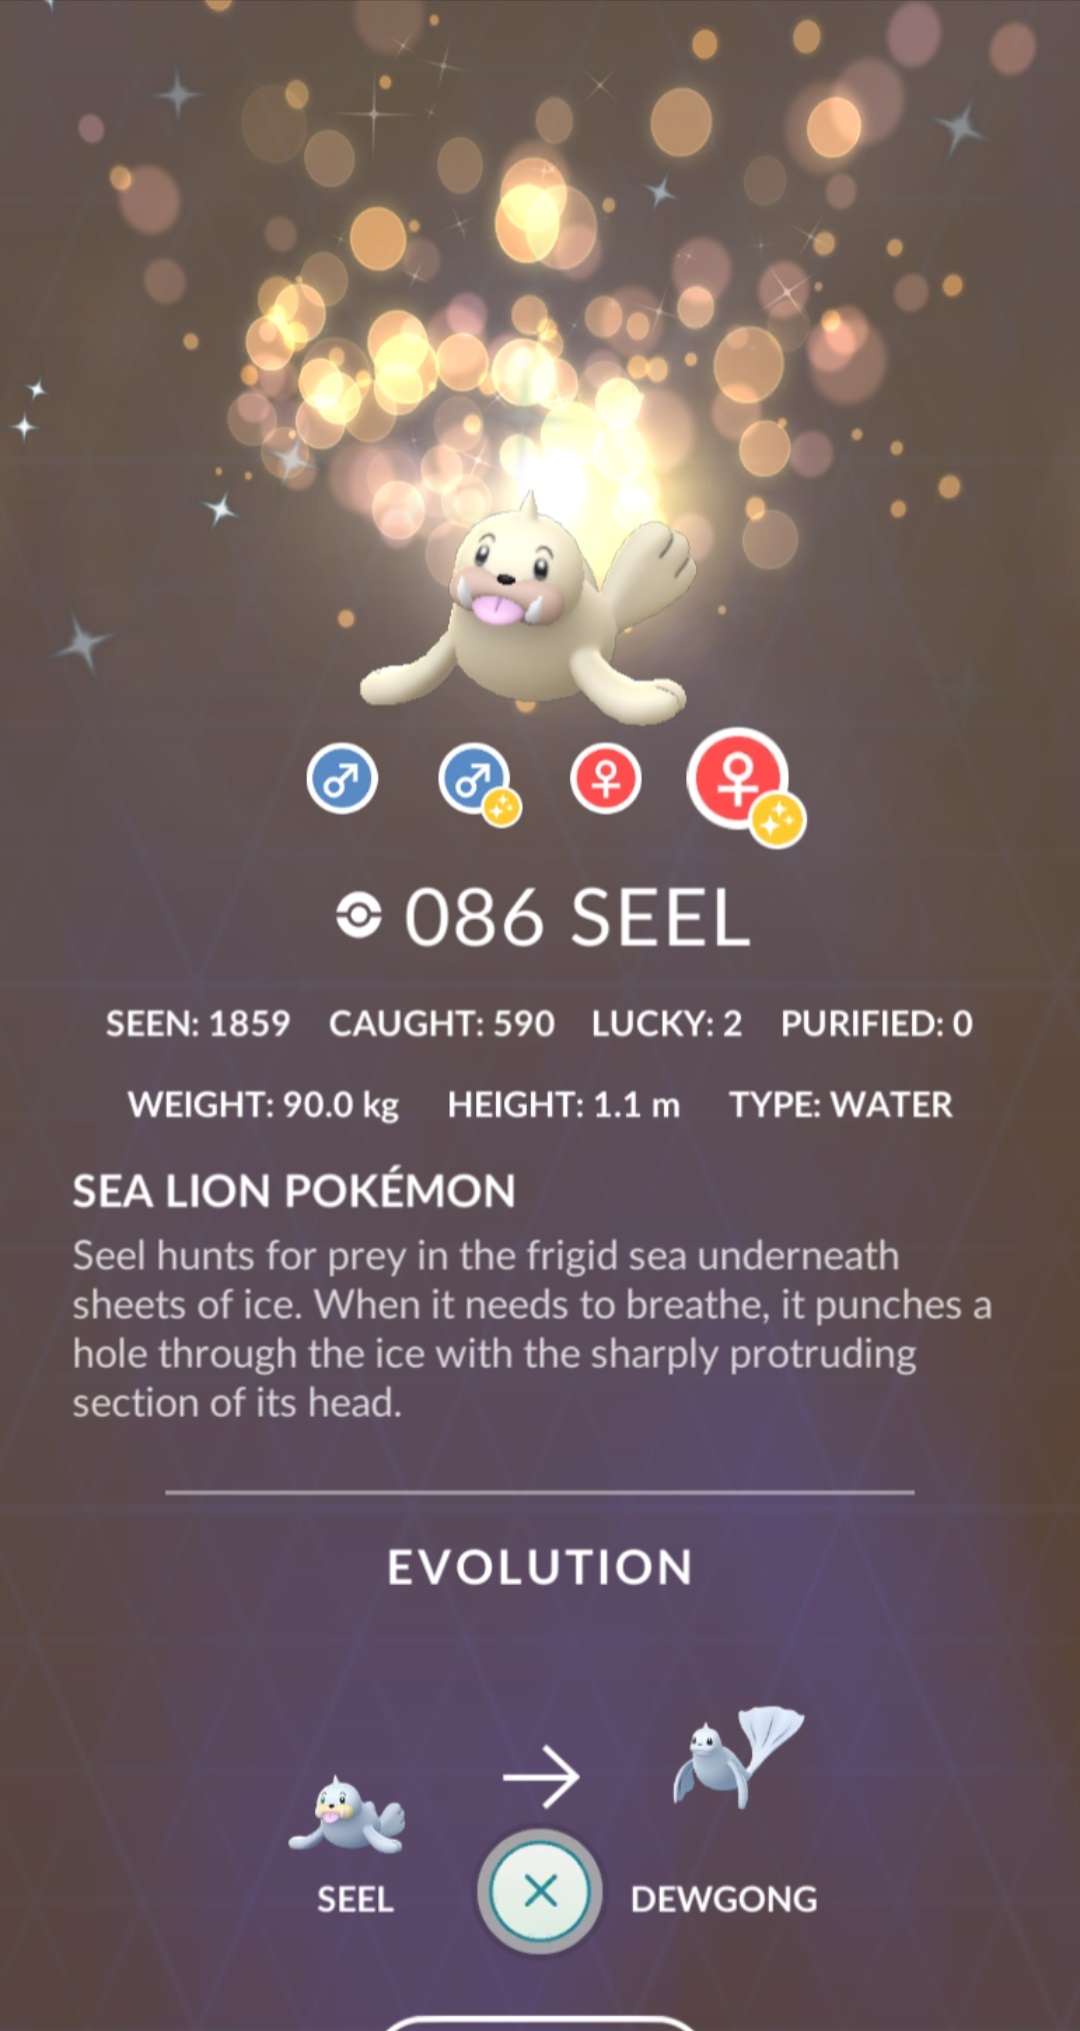 086 SEEL
SEEN: 1859 CAUGHT: 590 LUCKY: 2 PURIFIED: 0
WEIGHT: 90.0 kg HEIGHT: 1.1 m TYPE: WATER
SEA LION POKÉMON
Seel hunts for prey in the frigid sea underneath
sheets of ice. When it needs to breathe, it punches a
hole through the ice with the sharply protruding
section of its head.
EVOLUTION
SEEL DEWGONG